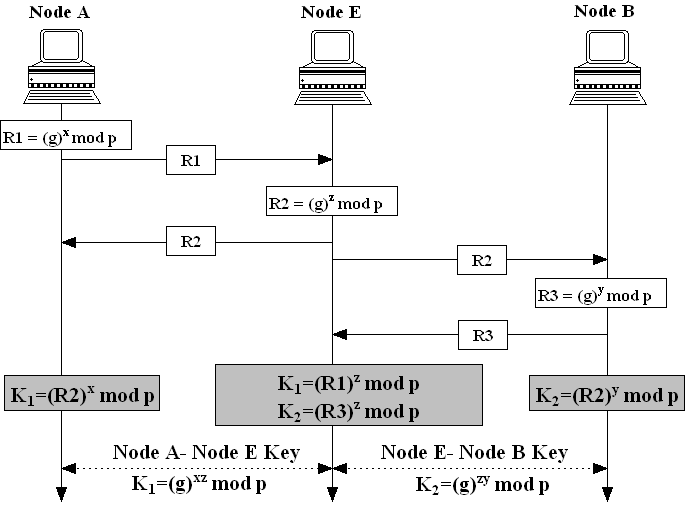 Node A
Node E
Node B
R1 = (g)^x mod p
R1
R2 = (g)^z mod p
R2
R2
R3 = (g)^y mod p
R3
K₁=(R2)^x mod p
K₁=(R1)^z mod p
K₂=(R3)^z mod p
K₂=(R2)^y mod p
Node A- Node E Key
K₁=(g)^xz mod p
Node E- Node B Key
K₂=(g)^zy mod p